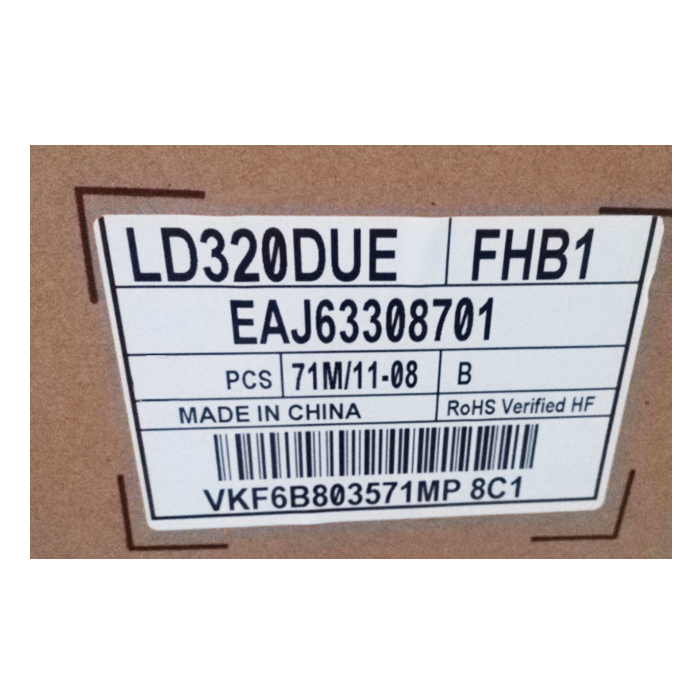 LD320DUE FHB1
EAJ63308701
PCS 71M/11-08 B
MADE IN CHINA RoHS Verified HF
VKF6B803571MP 8C1